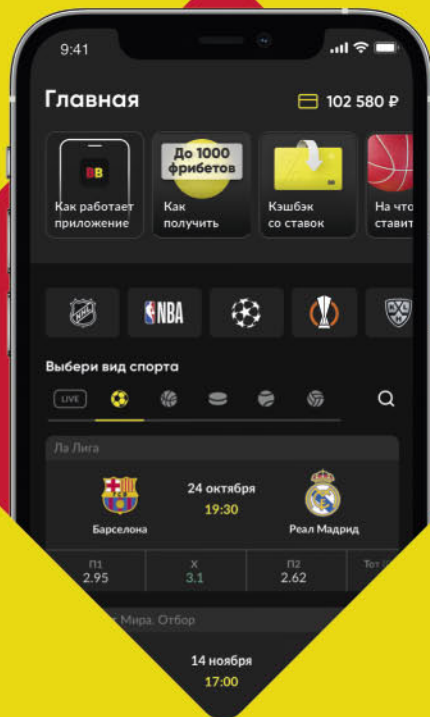 9:41
Главная
102 580 ₽
До 1000
фрибетов
BB
Как работает
приложение
Как
получить
Кэшбэк
со ставок
На что
ставит
NHL
NBA
Выбери вид спорта
LIVE
Ла Лига
24 октября
19:30
Барселона
Реал Мадрид
П1
X
П2
Тот
2.95
3.1
2.62
Мира. Отбор
14 ноября
17:00